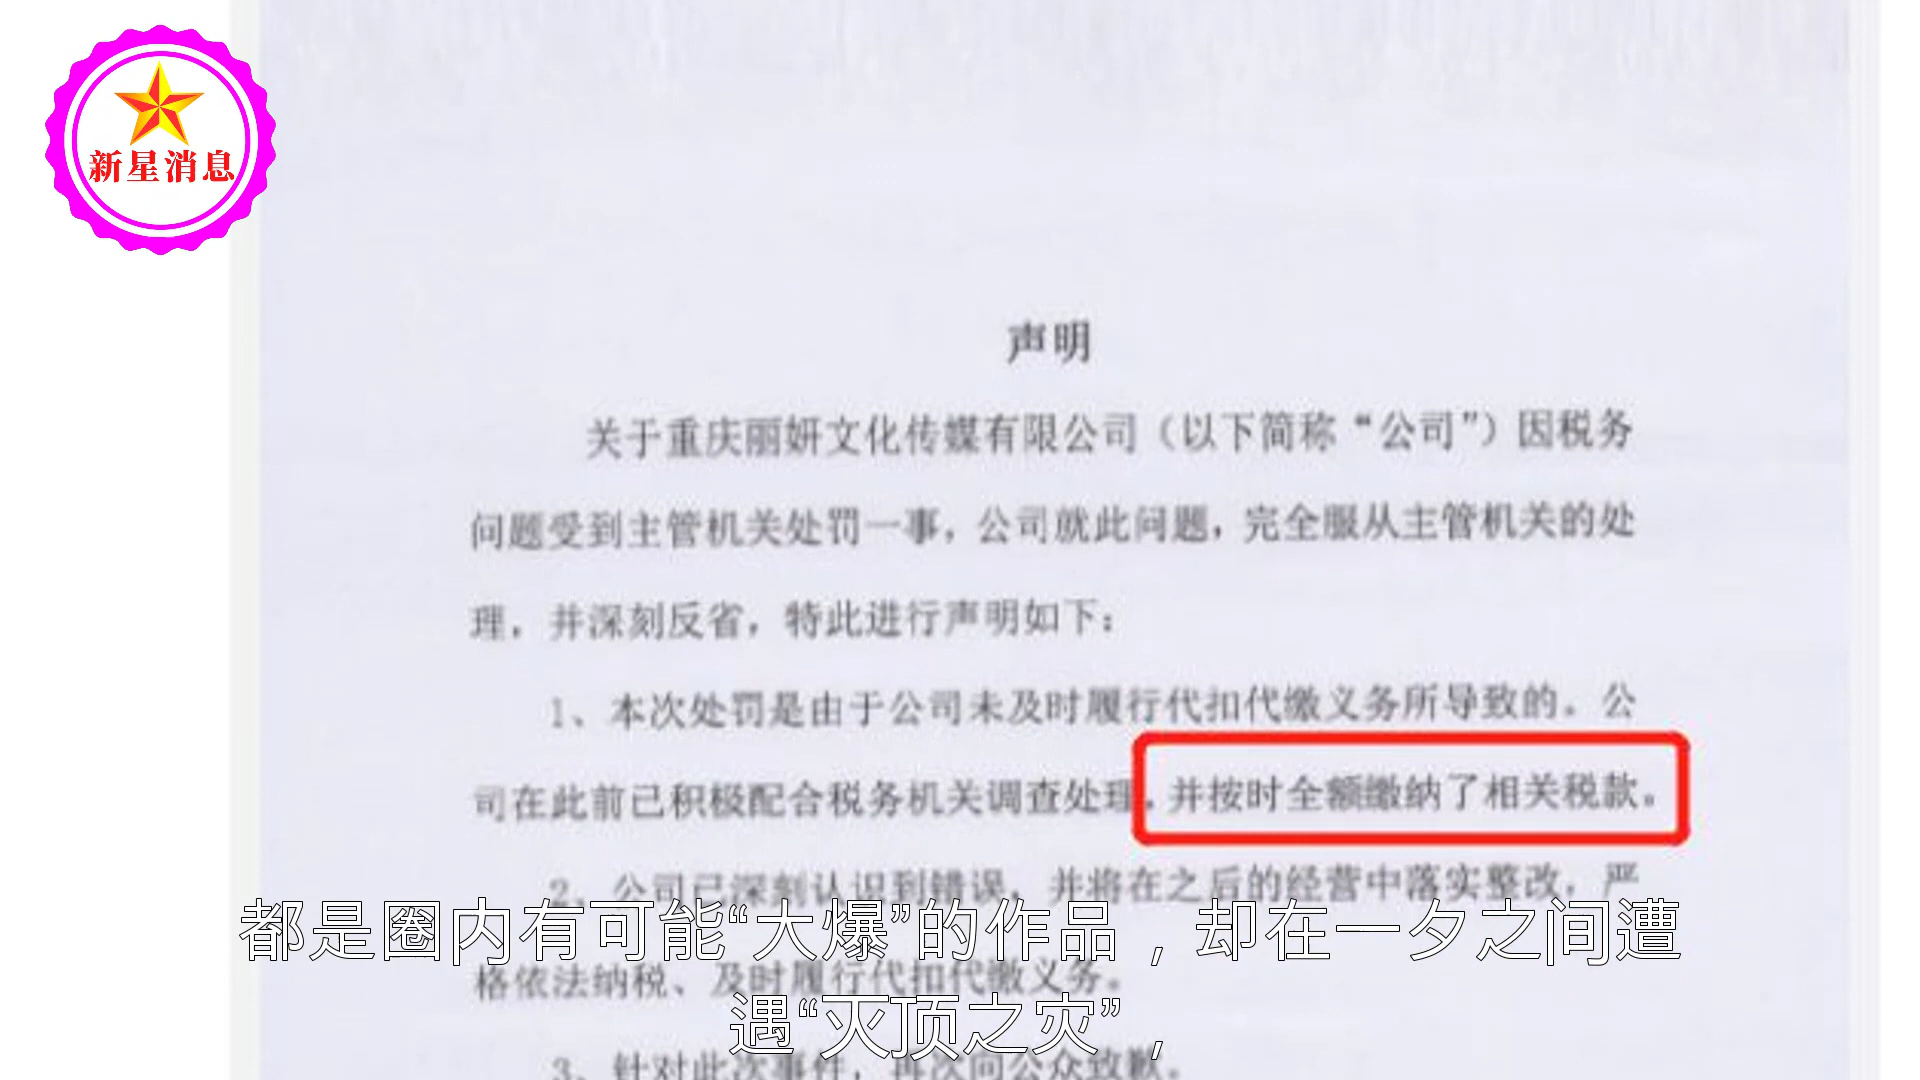 新星消息
声明
关于重庆丽妍文化传媒有限公司（以下简称“公司”）因税务
问题受到主管机关处罚一事，公司就此问题，完全服从主管机关的处
理，并深刻反省，特此进行声明如下：
1、本次处罚是由于公司未及时履行代扣代缴义务所导致的。公
司在此前已积极配合税务机关调查处理，并按时全额缴纳了相关税款。
2、公司已深刻认识到错误，并将在之后的经营中落实整改，严
都是圈内有可能“大爆”的作品，却在一夕之间遭
格依法纳税、及时履行代扣代缴义务。
遇“灭顶之灾”，
3、针对此次事件，再次向公众致歉。